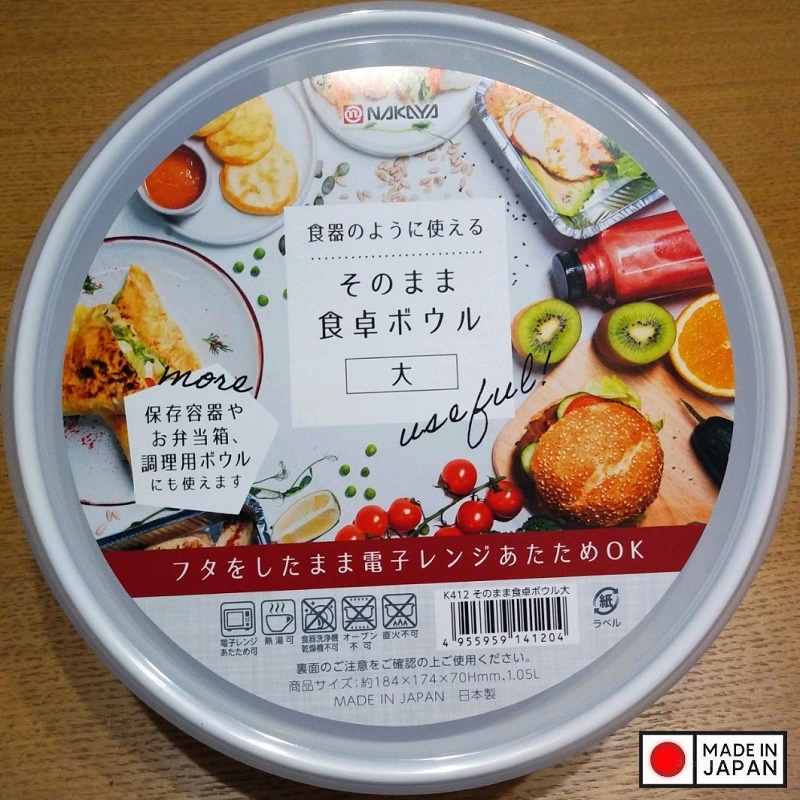 NAKAYA
食器のように使える
そのまま
食卓ボウル
大
more
useful!
保存容器や
お弁当箱、
調理用ボウル
にも使えます
フタをしたまま電子レンジあたためOK
電子レンジ
あたため可
熱湯可
食器洗浄機
乾燥機不可
オーブン
不可
直火不可
K412 そのまま食卓ボウル大
4 955959 141204
紙
ラベル
裏面のご注意をご確認の上ご使用ください。
商品サイズ:約184×174×70Hmm、1.05L
MADE IN JAPAN 日本製
MADE IN
JAPAN